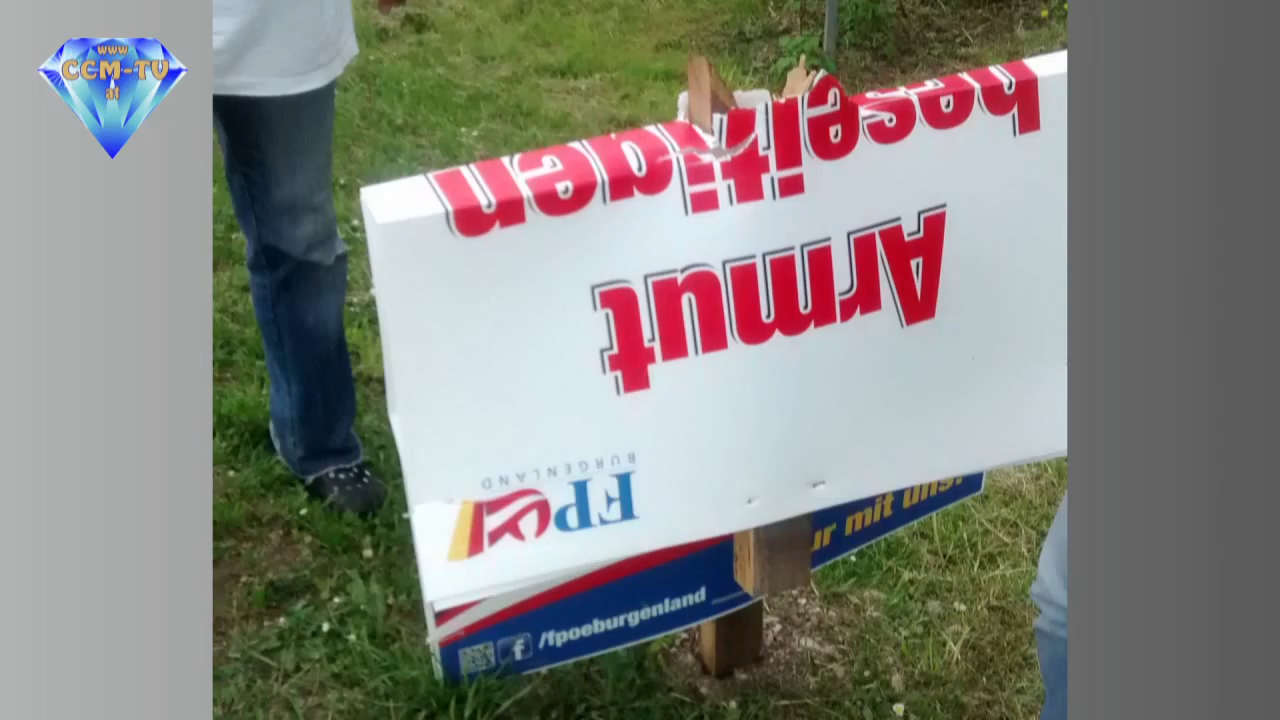 www
CCM-TV
at
Armut
beseitigen
FPÖ
BURGENLAND
ur mit uns!
f /fpoeburgenland